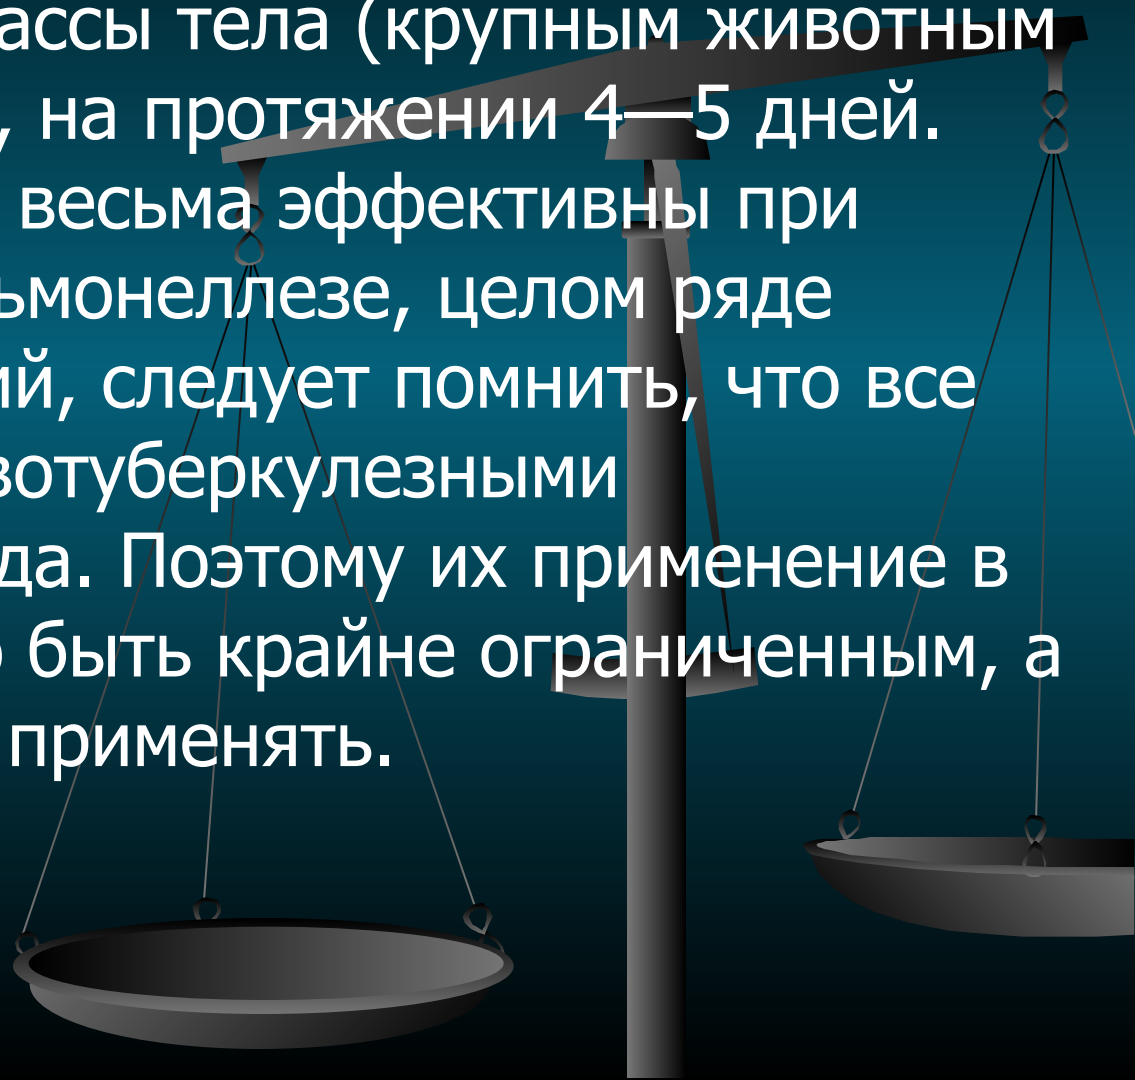 ассы тела (крупным животным
, на протяжении 4—5 дней.
весьма эффективны при
ьмонеллезе, целом ряде
ий, следует помнить, что все
вотуберкулезными
да. Поэтому их применение в
о быть крайне ограниченным, а
применять.